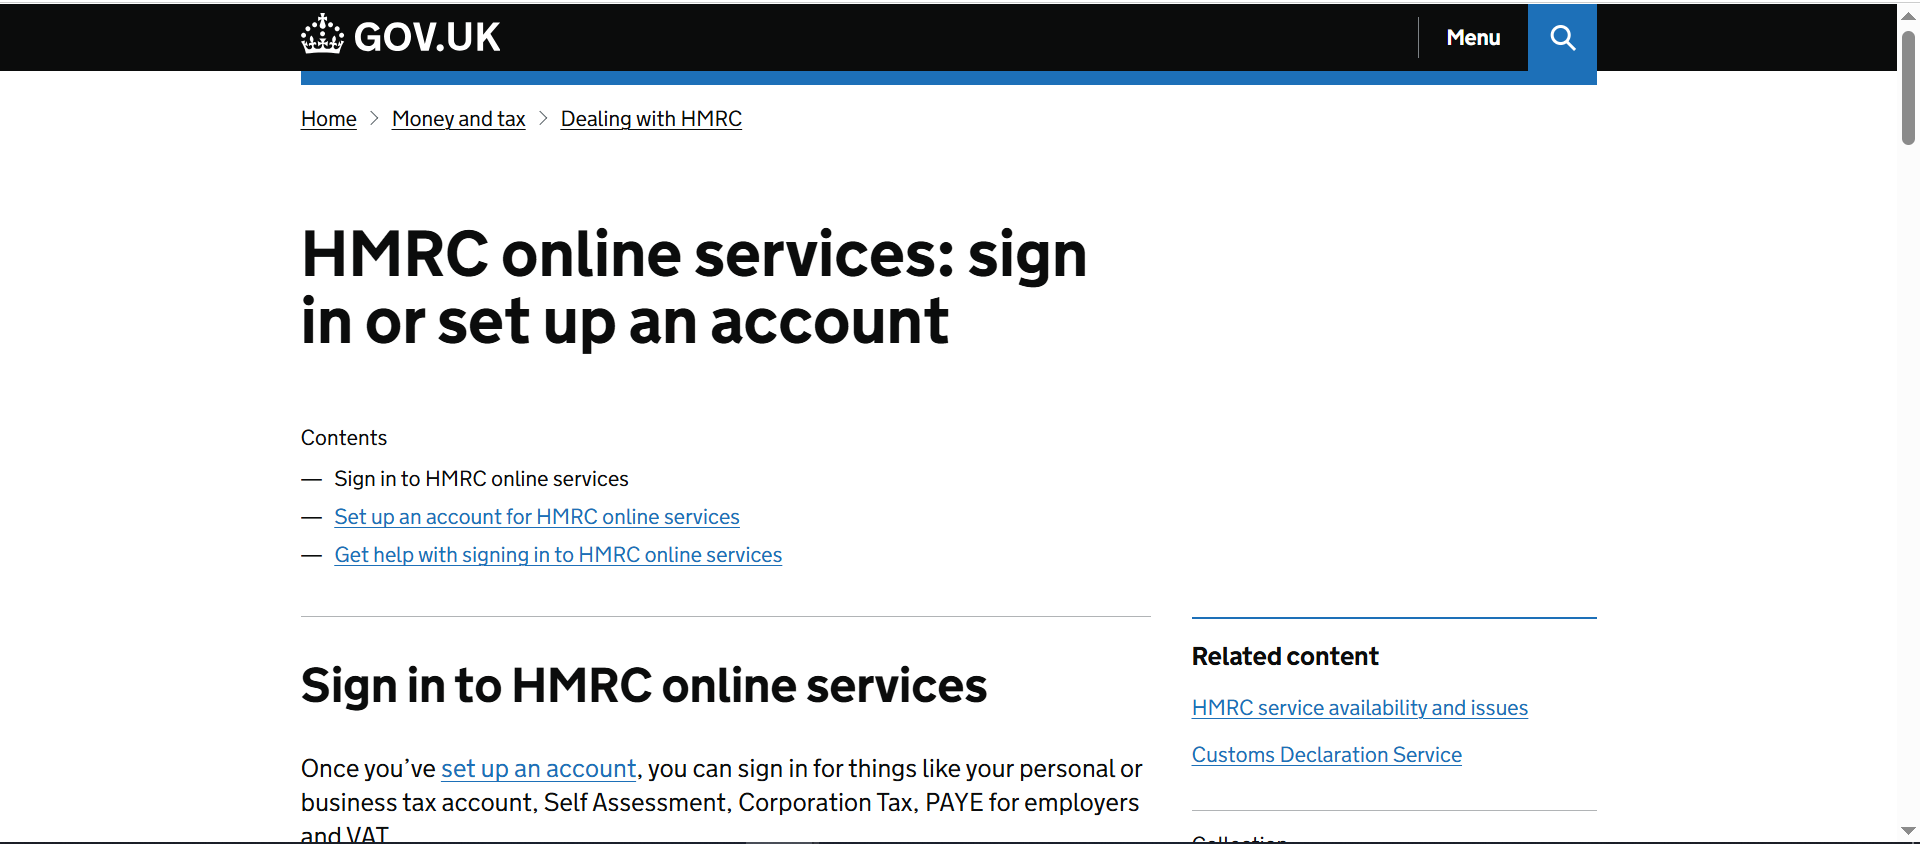 GOV.UK
Menu
Home
Money and tax
Dealing with HMRC
HMRC online services: sign
in or set up an account
Contents
— Sign in to HMRC online services
— Set up an account for HMRC online services
— Get help with signing in to HMRC online services
Sign in to HMRC online services
Once you’ve set up an account, you can sign in for things like your personal or
business tax account, Self Assessment, Corporation Tax, PAYE for employers
and VAT
Related content
HMRC service availability and issues
Customs Declaration Service
Collection